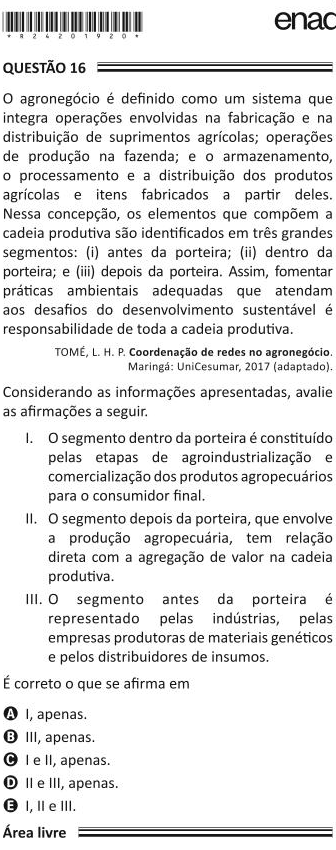 *R2420192 0*
enad
QUESTÃO 16
O agronegócio é definido como um sistema que
integra operações envolvidas na fabricação e na
distribuição de suprimentos agrícolas; operações
de produção na fazenda; e o armazenamento,
o processamento e a distribuição dos produtos
agrícolas e itens fabricados a partir deles.
Nessa concepção, os elementos que compõem a
cadeia produtiva são identificados em três grandes
segmentos: (i) antes da porteira; (ii) dentro da
porteira; e (iii) depois da porteira. Assim, fomentar
práticas ambientais adequadas que atendam
aos desafios do desenvolvimento sustentável é
responsabilidade de toda a cadeia produtiva.
TOMÉ, L. H. P. Coordenação de redes no agronegócio.
Maringá: UniCesumar, 2017 (adaptado).
Considerando as informações apresentadas, avalie
as afirmações a seguir.
I. O segmento dentro da porteira é constituído
pelas etapas de agroindustrialização e
comercialização dos produtos agropecuários
para o consumidor final.
II. O segmento depois da porteira, que envolve
a produção agropecuária, tem relação
direta com a agregação de valor na cadeia
produtiva.
III. O segmento antes da porteira é
representado pelas indústrias, pelas
empresas produtoras de materiais genéticos
e pelos distribuidores de insumos.
É correto o que se afirma em
A I, apenas.
B III, apenas.
C I e II, apenas.
D II e III, apenas.
E I, II e III.
Área livre